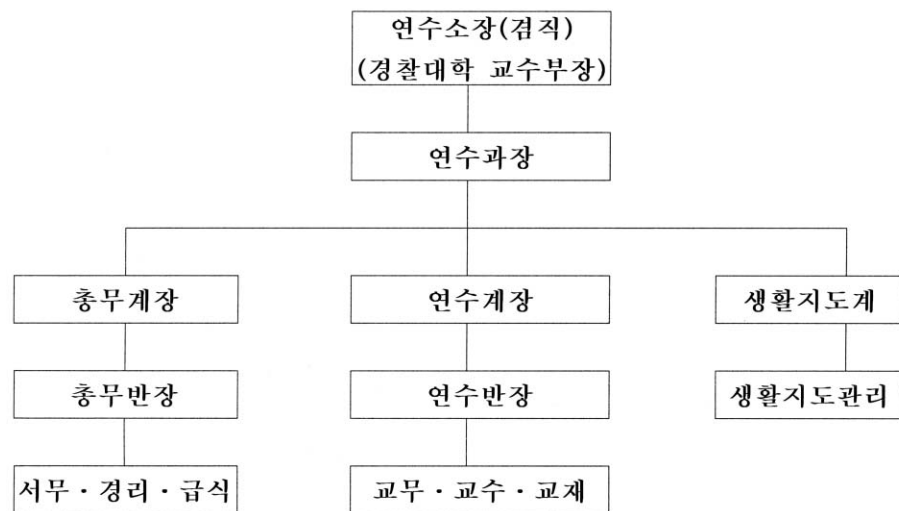 연수소장(겸직)
(경찰대학 교수부장)
연수과장
총무계장
연수계장
생활지도계
총무반장
연수반장
생활지도관리
서무·경리·급식
교무·교수·교재